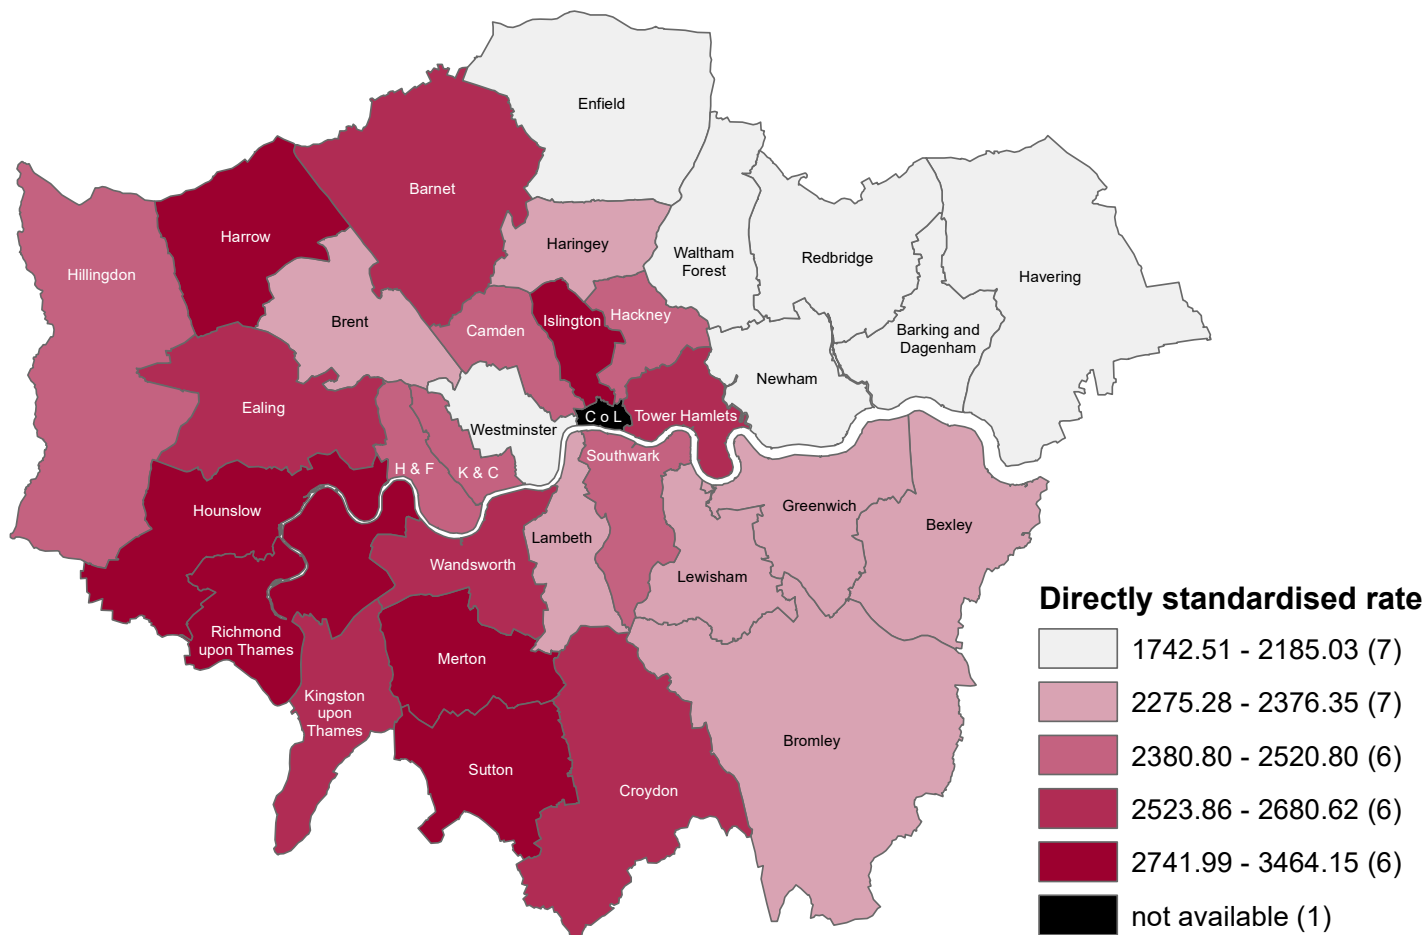 Enfield
Barnet
Harrow
Haringey
Waltham
Forest
Redbridge
Havering
Hillingdon
Brent
Camden
Islington
Hackney
Barking and
Dagenham
Newham
Ealing
Westminster
C o L
Tower Hamlets
H & F
K & C
Southwark
Hounslow
Greenwich
Bexley
Lambeth
Wandsworth
Lewisham
Richmond
upon Thames
Merton
Kingston
upon
Thames
Sutton
Croydon
Bromley
Directly standardised rate
1742.51 - 2185.03 (7)
2275.28 - 2376.35 (7)
2380.80 - 2520.80 (6)
2523.86 - 2680.62 (6)
2741.99 - 3464.15 (6)
not available (1)